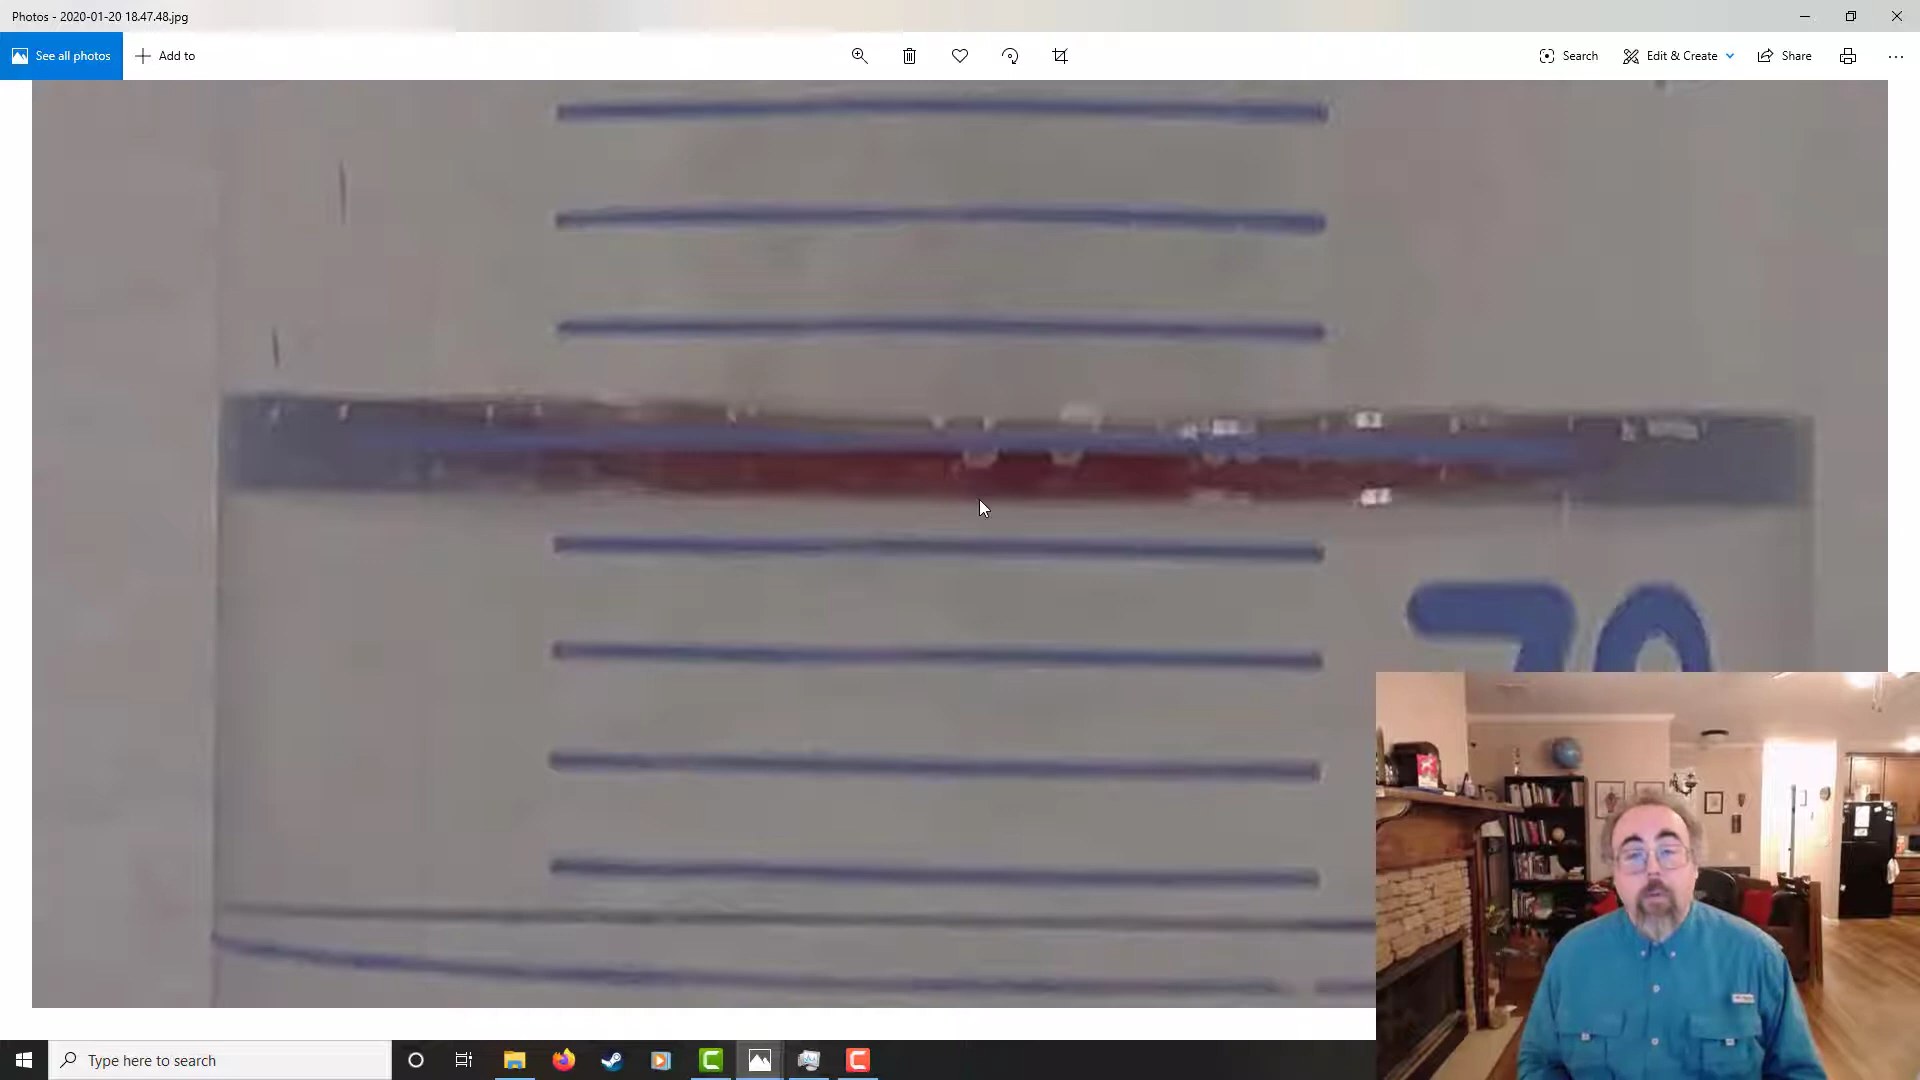 Photos - 2020-01-20 18.47.48.jpg
See all photos
Add to
Search
Edit & Create
Share
70
Type here to search